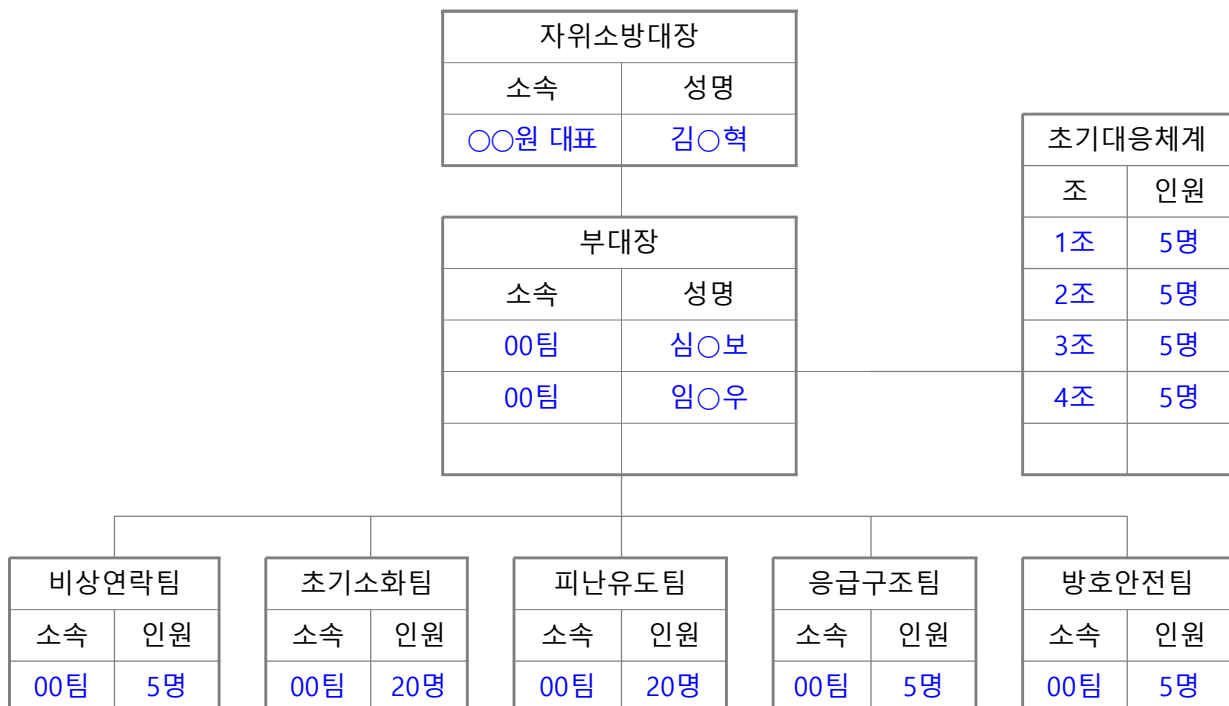 자위소방대장
소속 성명
○○원 대표 김○혁
초기대응체계
조 인원
1조 5명
2조 5명
3조 5명
4조 5명
부대장
소속 성명
00팀 심○보
00팀 임○우
비상연락팀
소속 인원
00팀 5명
초기소화팀
소속 인원
00팀 20명
피난유도팀
소속 인원
00팀 20명
응급구조팀
소속 인원
00팀 5명
방호안전팀
소속 인원
00팀 5명